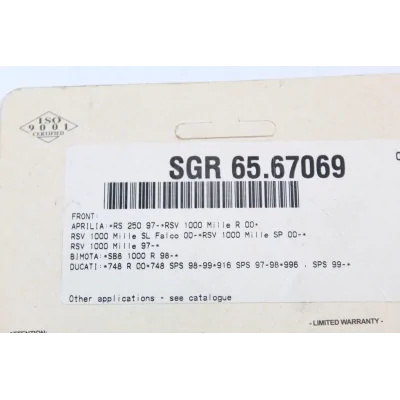 ISO
9001
CERTIFIED
SGR 65.67069
FRONT:
APRILIA:*RS 250 97-*RSV 1000 Mille R 00*
RSV 1000 Mille SL Falco 00-*RSV 1000 Mille SP 00-*
RSV 1000 Mille 97-*
BIMOTA:*SB8 1000 R 98-*
DUCATI:*748 R 00*748 SPS 98-99*916 SPS 97-98*996 . SPS 99-*
Other applications - see catalogue
- LIMITED WARRANTY -